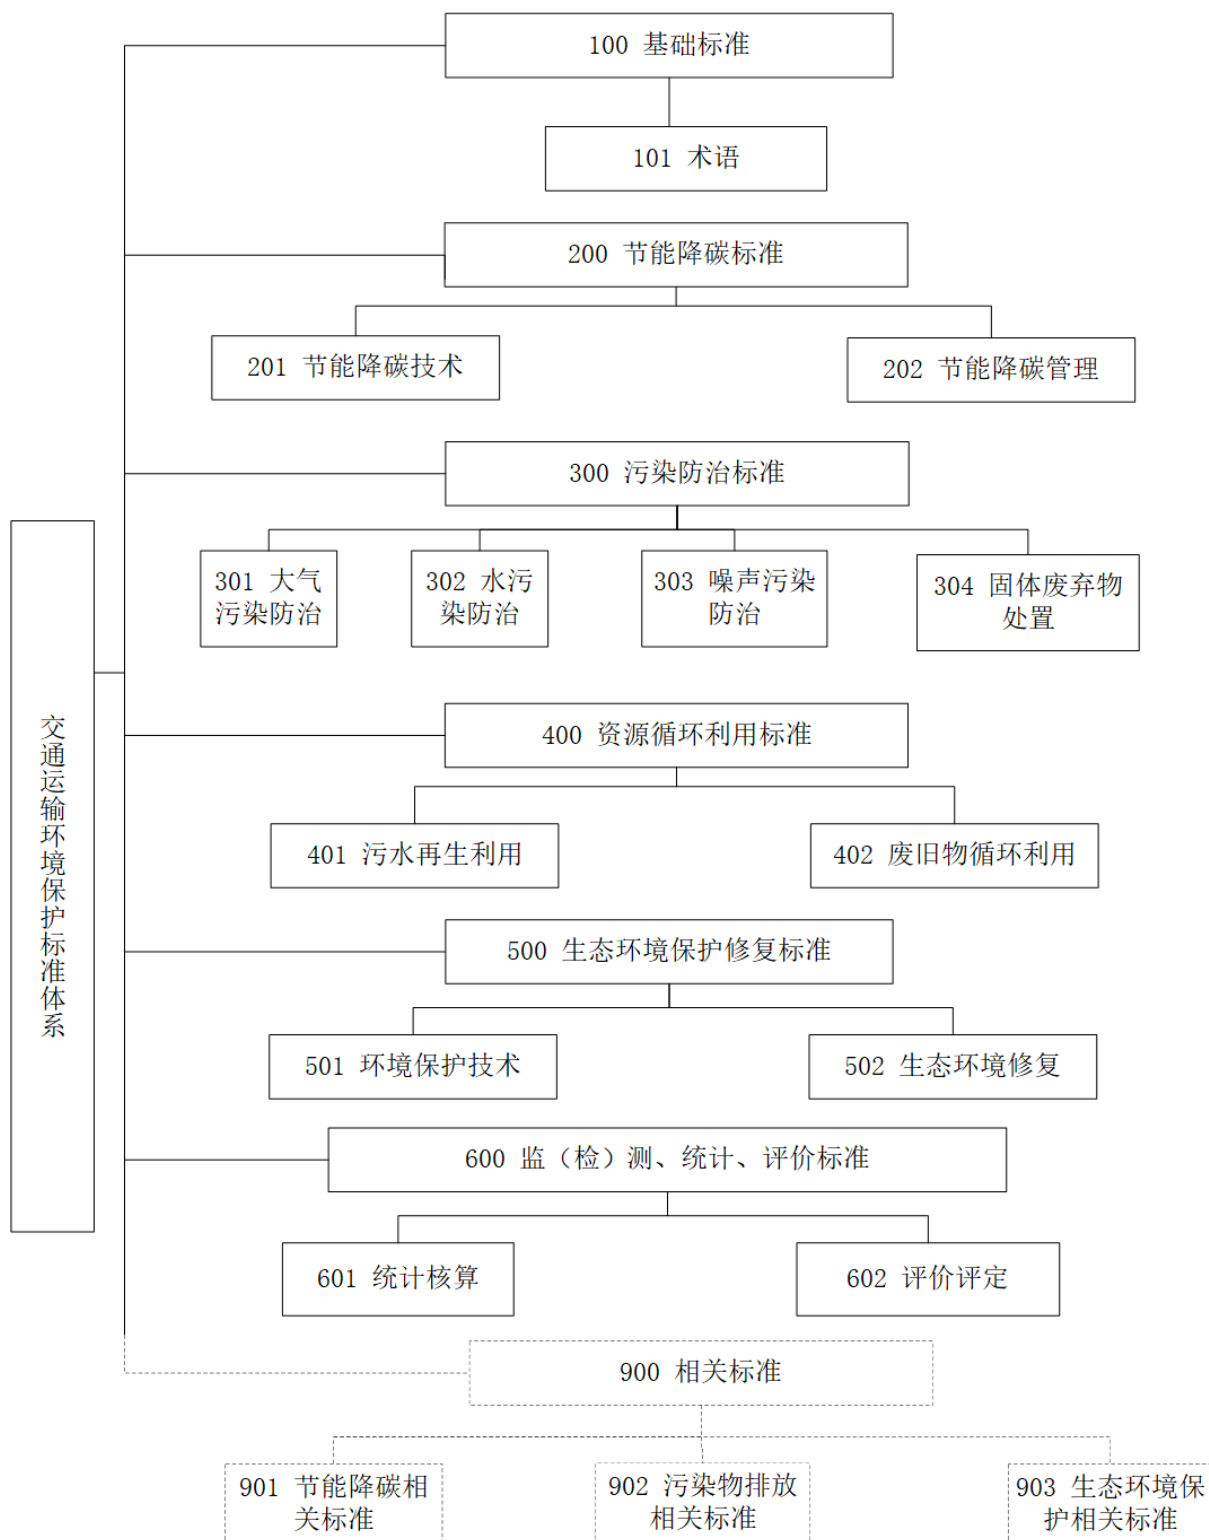 100 基础标准
101 术语
200 节能降碳标准
201 节能降碳技术
202 节能降碳管理
300 污染防治标准
301 大气
污染防治
302 水污
染防治
303 噪声污染
防治
304 固体废弃物
处置
交通运输环境保护标准体系
400 资源循环利用标准
401 污水再生利用
402 废旧物循环利用
500 生态环境保护修复标准
501 环境保护技术
502 生态环境修复
600 监（检）测、统计、评价标准
601 统计核算
602 评价评定
900 相关标准
901 节能降碳相
关标准
902 污染物排放
相关标准
903 生态环境保
护相关标准